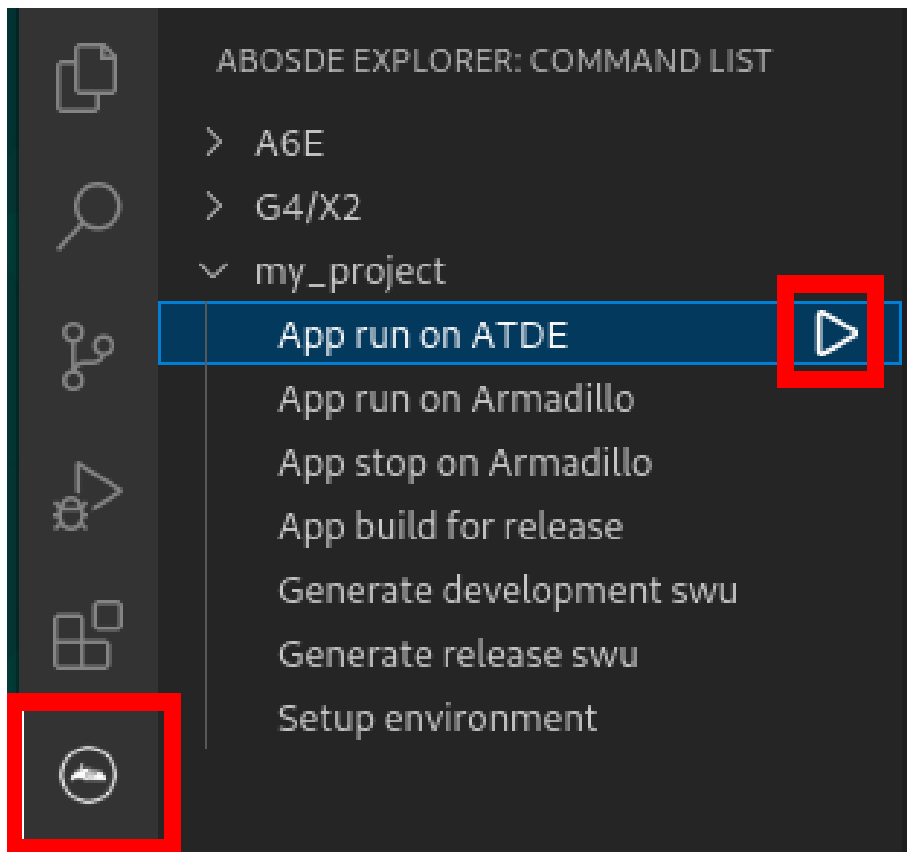 ABOSDE EXPLORER: COMMAND LIST
A6E
G4/X2
my_project
App run on ATDE
App run on Armadillo
App stop on Armadillo
App build for release
Generate development swu
Generate release swu
Setup environment